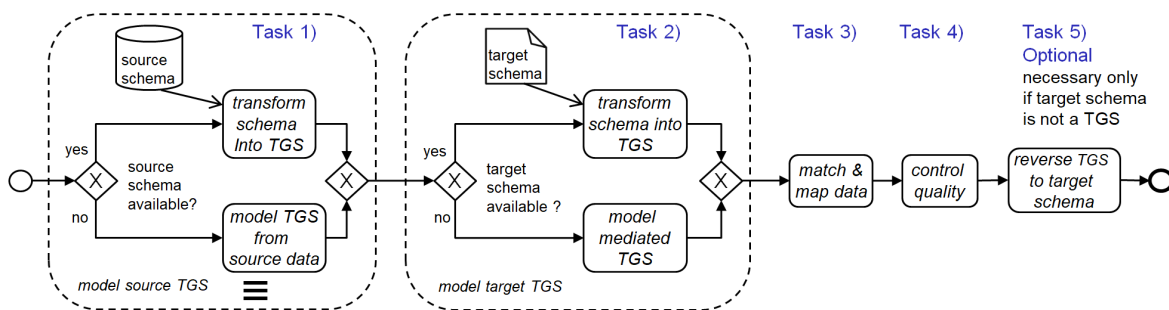 Task 1)
source
schema
transform
schema
Into TGS
yes
X
source
schema
available?
no
model TGS
from
source data
X
model source TGS
Task 2)
target
schema
transform
schema into
TGS
yes
X
target
schema
available ?
no
model
mediated
TGS
X
model target TGS
Task 3)
match &
map data
Task 4)
control
quality
Task 5)
Optional
necessary only
if target schema
is not a TGS
reverse TGS
to target
schema